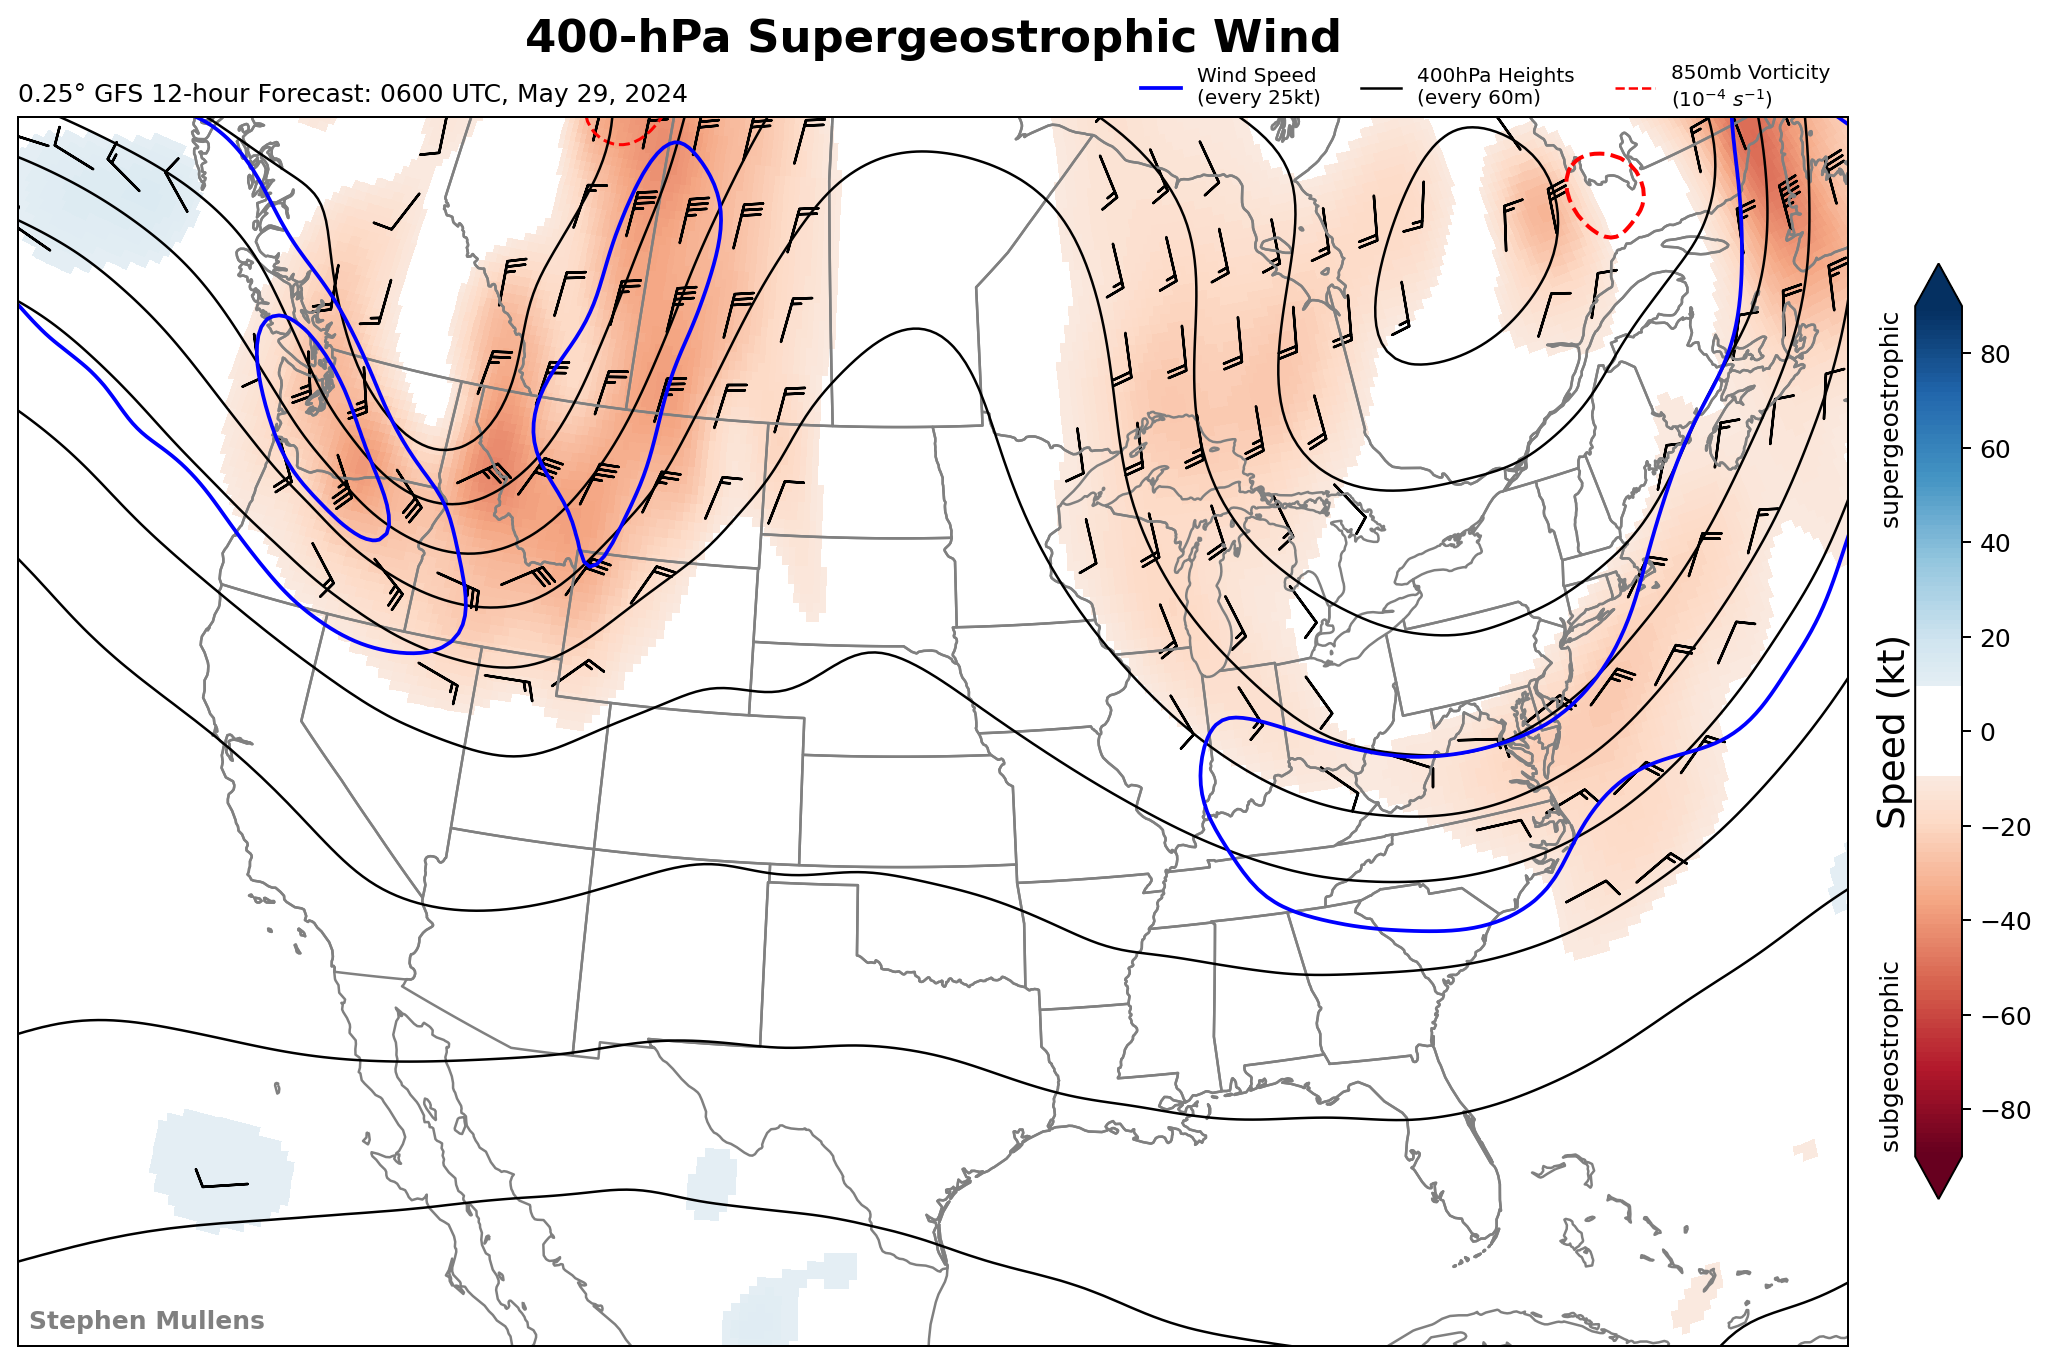 400-hPa Supergeostrophic Wind
0.25° GFS 12-hour Forecast: 0600 UTC, May 29, 2024
Wind Speed
(every 25kt)
400hPa Heights
(every 60m)
850mb Vorticity
(10⁻⁴ s⁻¹)
supergeostrophic
Speed (kt)
subgeostrophic
80
60
40
20
0
−20
−40
−60
−80
Stephen Mullens